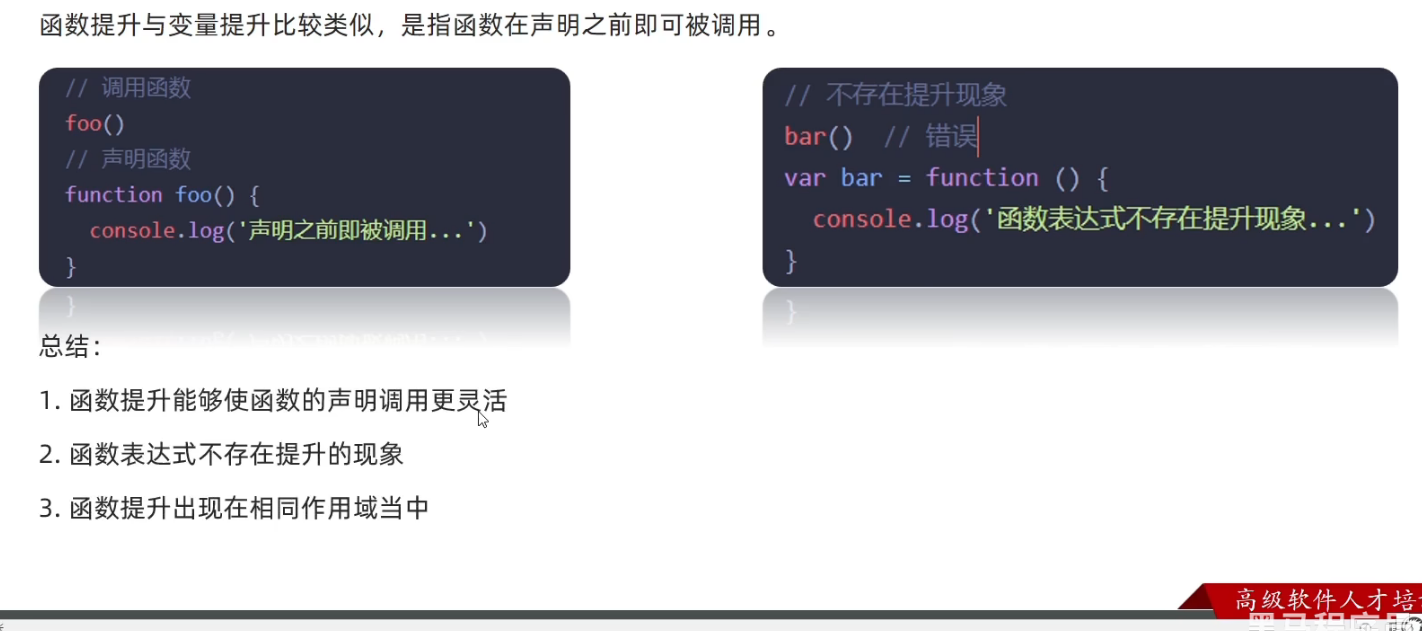 函数提升与变量提升比较类似，是指函数在声明之前即可被调用。
// 调用函数
foo()
// 声明函数
function foo() {
  console.log('声明之前即被调用...')
}
// 不存在提升现象
bar()  // 错误
var bar = function () {
  console.log('函数表达式不存在提升现象...')
}
总结：
1. 函数提升能够使函数的声明调用更灵活
2. 函数表达式不存在提升的现象
3. 函数提升出现在相同作用域当中
高级软件人才培